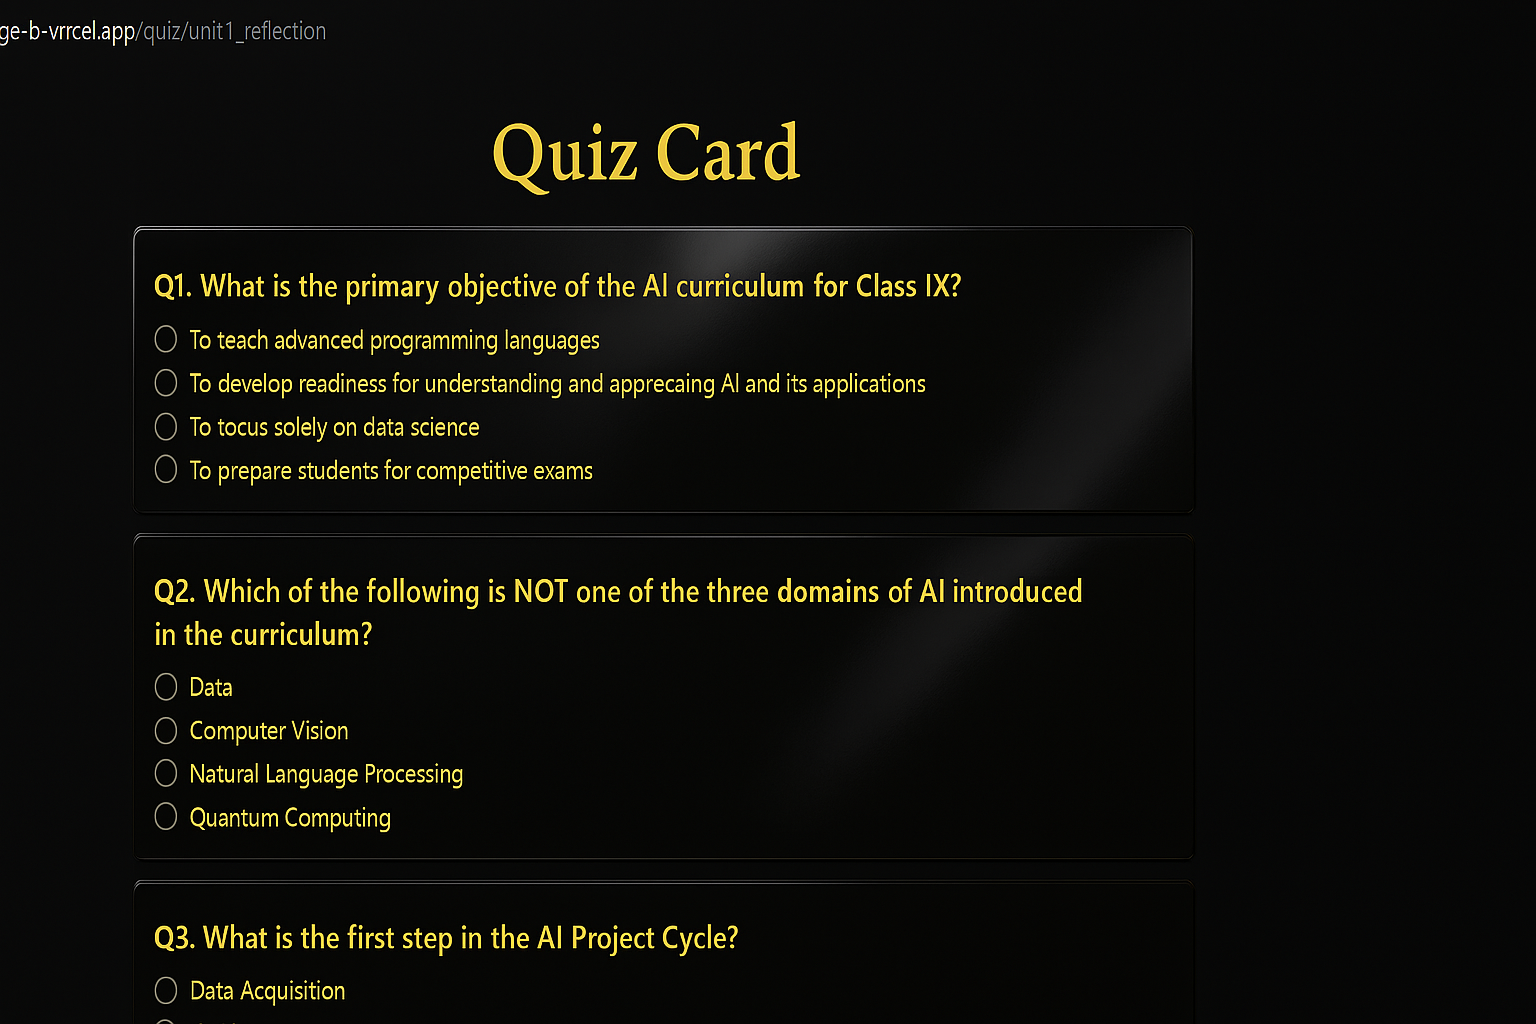 ge-b-vrrcel.app/quiz/unit1_reflection
Quiz Card
Q1. What is the primary objective of the AI curriculum for Class IX?
To teach advanced programming languages
To develop readiness for understanding and apprecaing AI and its applications
To tocus solely on data science
To prepare students for competitive exams
Q2. Which of the following is NOT one of the three domains of AI introduced
in the curriculum?
Data
Computer Vision
Natural Language Processing
Quantum Computing
Q3. What is the first step in the AI Project Cycle?
Data Acquisition